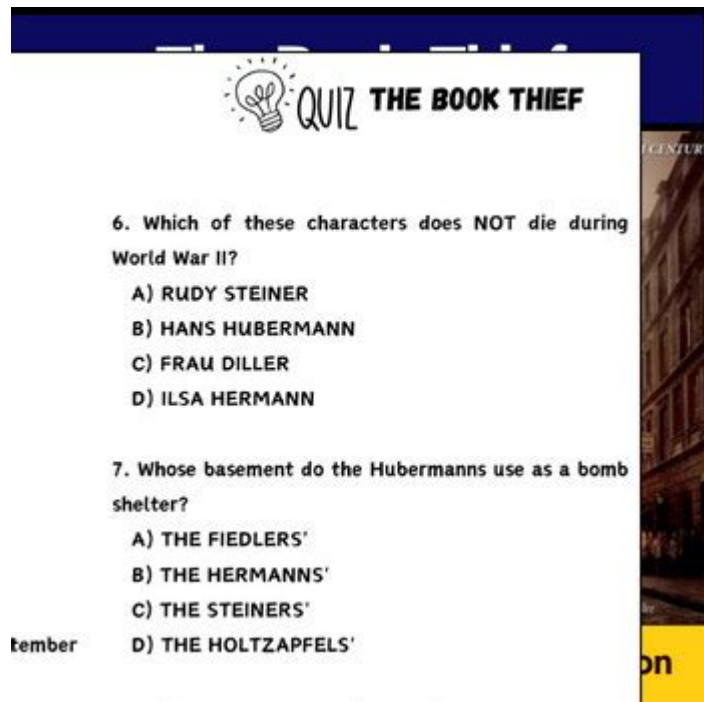 QUIZ THE BOOK THIEF
CENTUR
6. Which of these characters does NOT die during
World War II?
A) RUDY STEINER
B) HANS HUBERMANN
C) FRAU DILLER
D) ILSA HERMANN
7. Whose basement do the Hubermanns use as a bomb
shelter?
A) THE FIEDLERS'
B) THE HERMANNS'
C) THE STEINERS'
tember
D) THE HOLTZAPFELS'
on